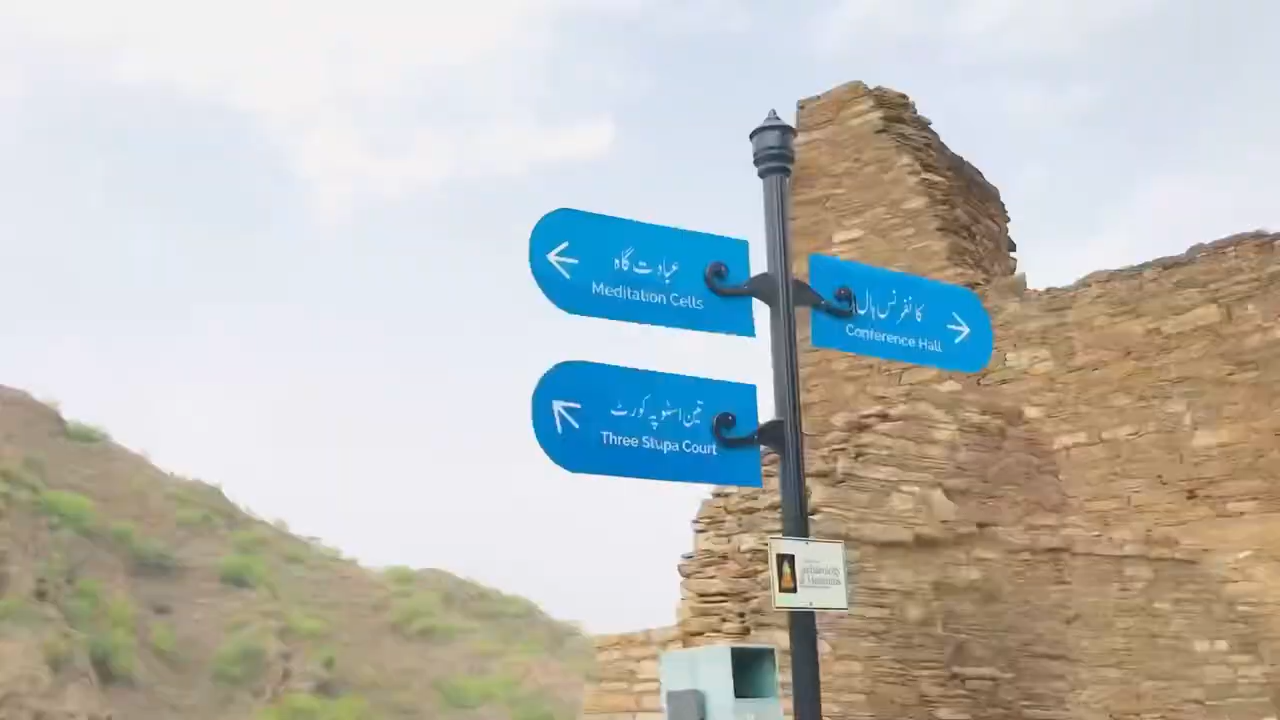 عبادت گاہ
Meditation Cells
کانفرنس ہال
Conference Hall
تین اسٹوپہ کورٹ
Three Stupa Court